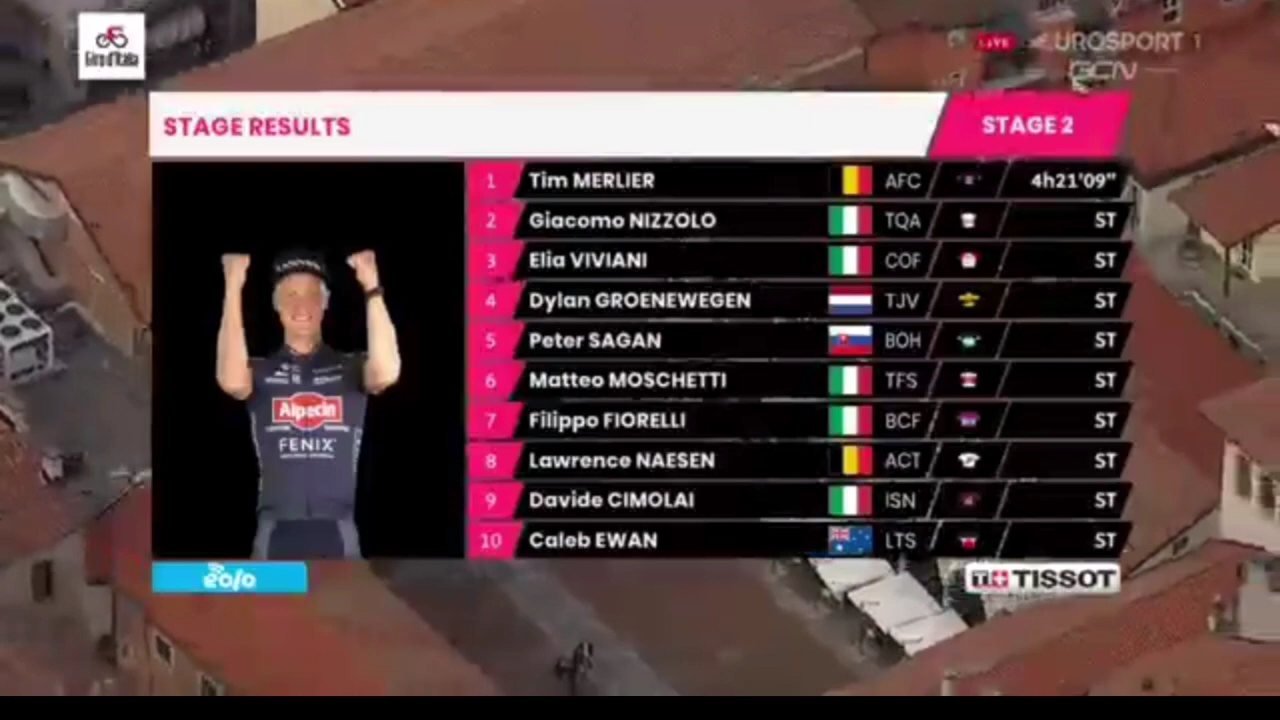 Giro d'Italia
LIVE EUROSPORT 1
GCN
STAGE RESULTS STAGE 2
1 Tim MERLIER AFC 4h21'09"
2 Giacomo NIZZOLO TQA ST
3 Elia VIVIANI COF ST
4 Dylan GROENEWEGEN TJV ST
5 Peter SAGAN BOH ST
6 Matteo MOSCHETTI TFS ST
7 Filippo FIORELLI BCF ST
8 Lawrence NAESEN ACT ST
9 Davide CIMOLAI ISN ST
10 Caleb EWAN LTS ST
Alpecin
FENIX
eolo
T+ TISSOT